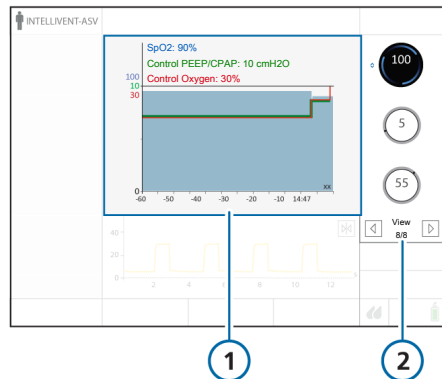 INTELLIVENT-ASV
SpO2: 90%
Control PEEP/CPAP: 10 cmH2O
Control Oxygen: 30%
100
10
30
0
xx
-60 -50 -40 -30 -20 -10 14:47
100
5
55
View
8/8
40
20
0
2 4 6 8 10 12
1
2